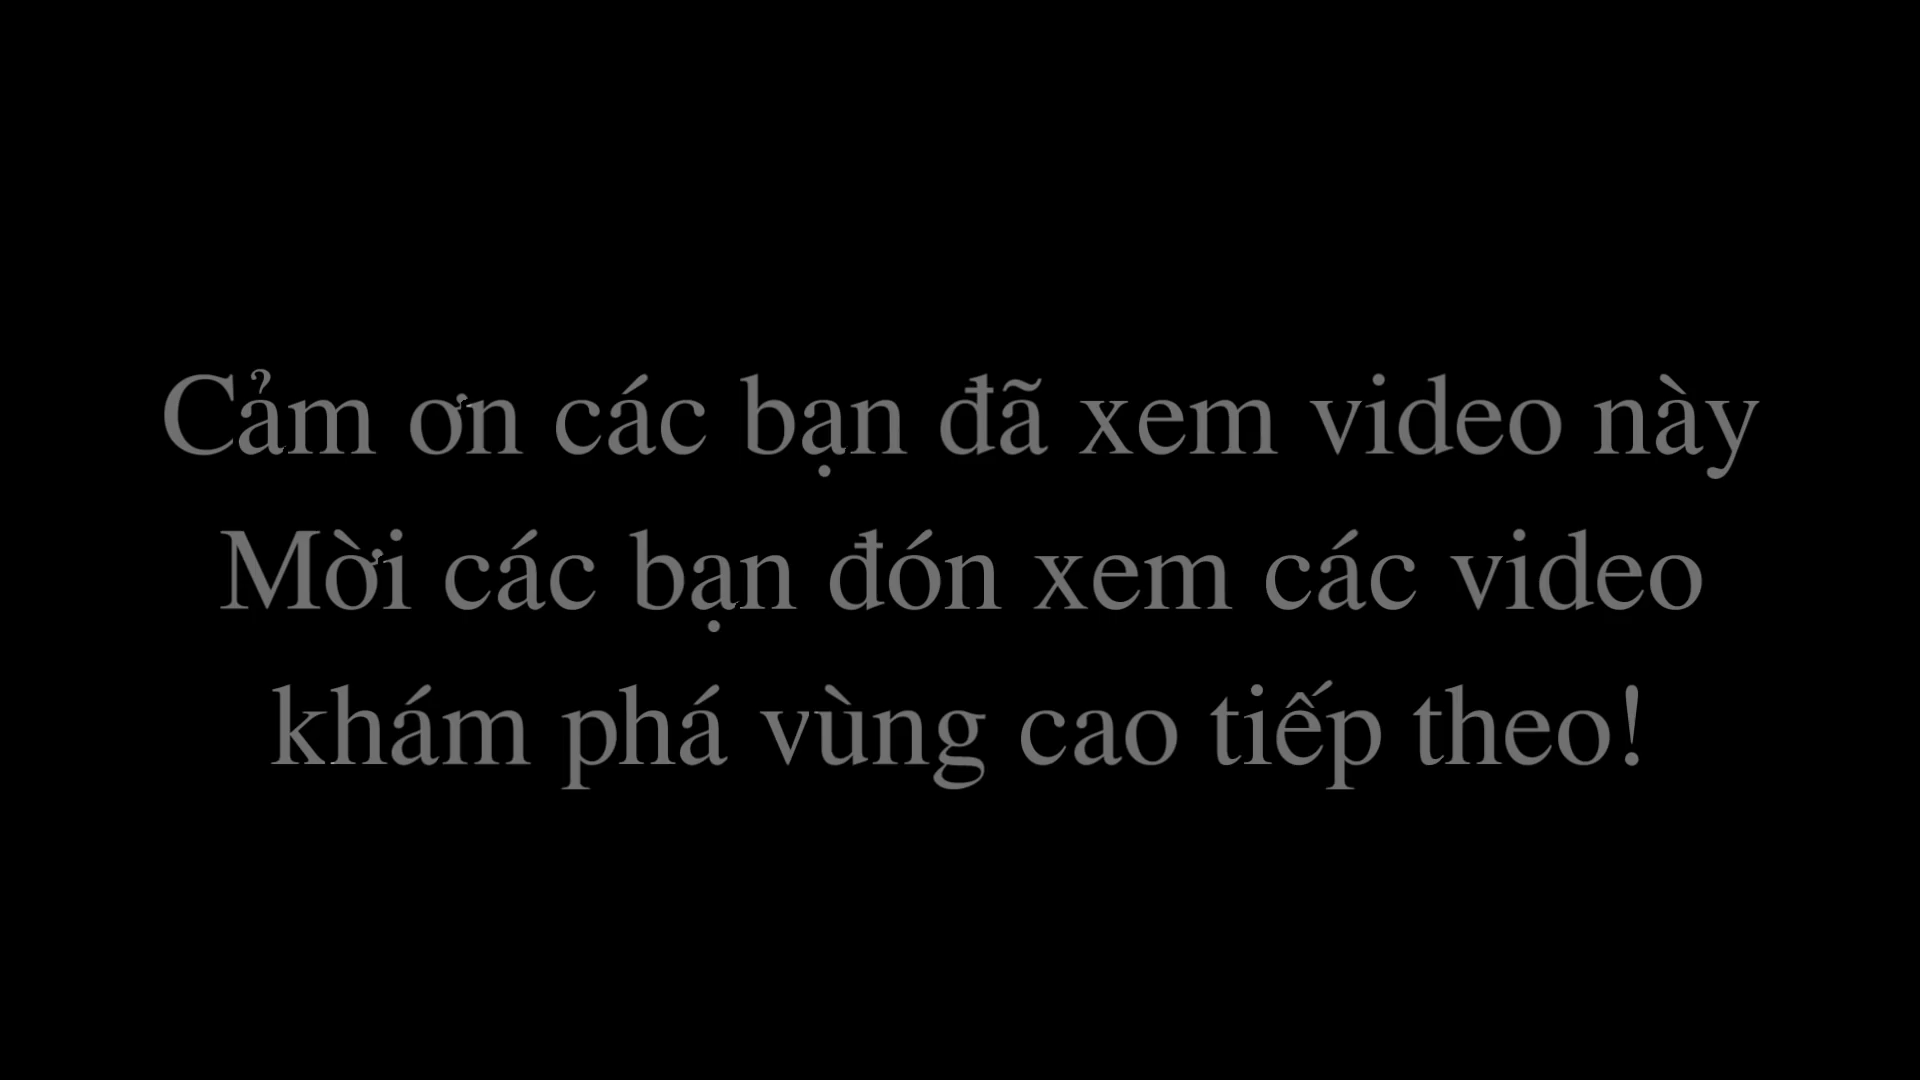 Cảm ơn các bạn đã xem video này
Mời các bạn đón xem các video
khám phá vùng cao tiếp theo!